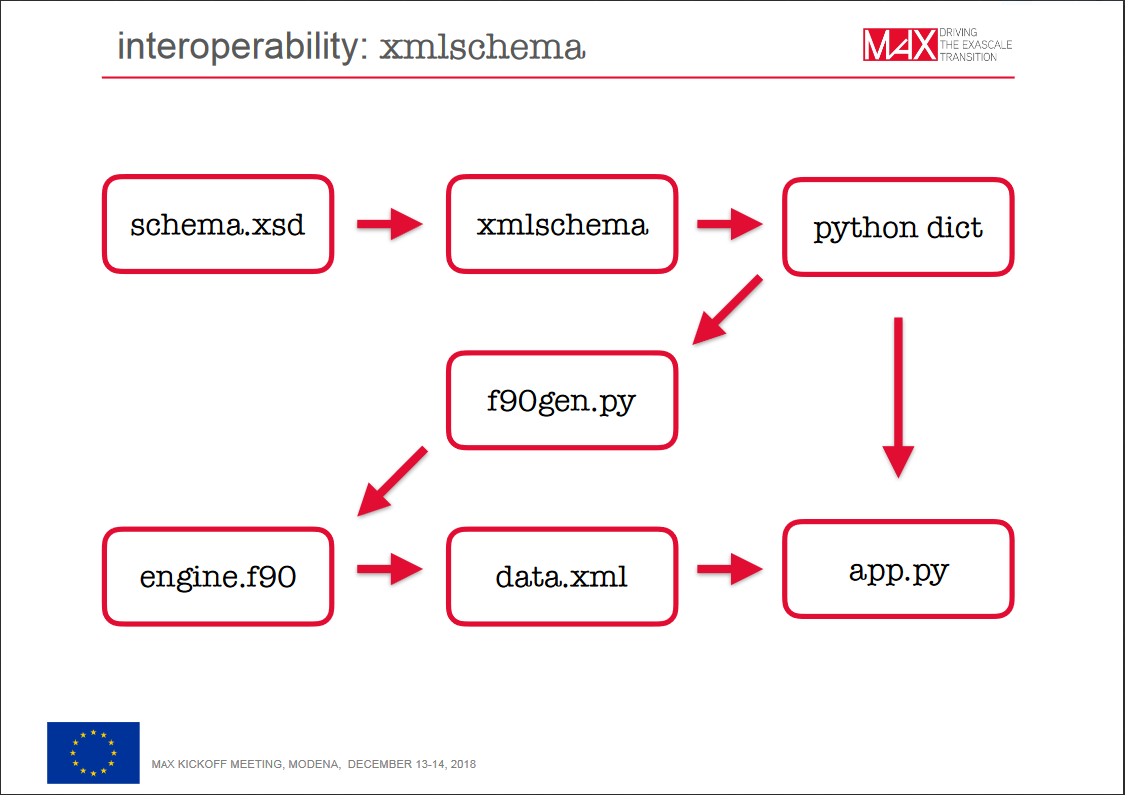 interoperability: xmlschema
MAX DRIVING
THE EXASCALE
TRANSITION
schema.xsd
xmlschema
python dict
f90gen.py
engine.f90
data.xml
app.py
MAX KICKOFF MEETING, MODENA, DECEMBER 13-14, 2018